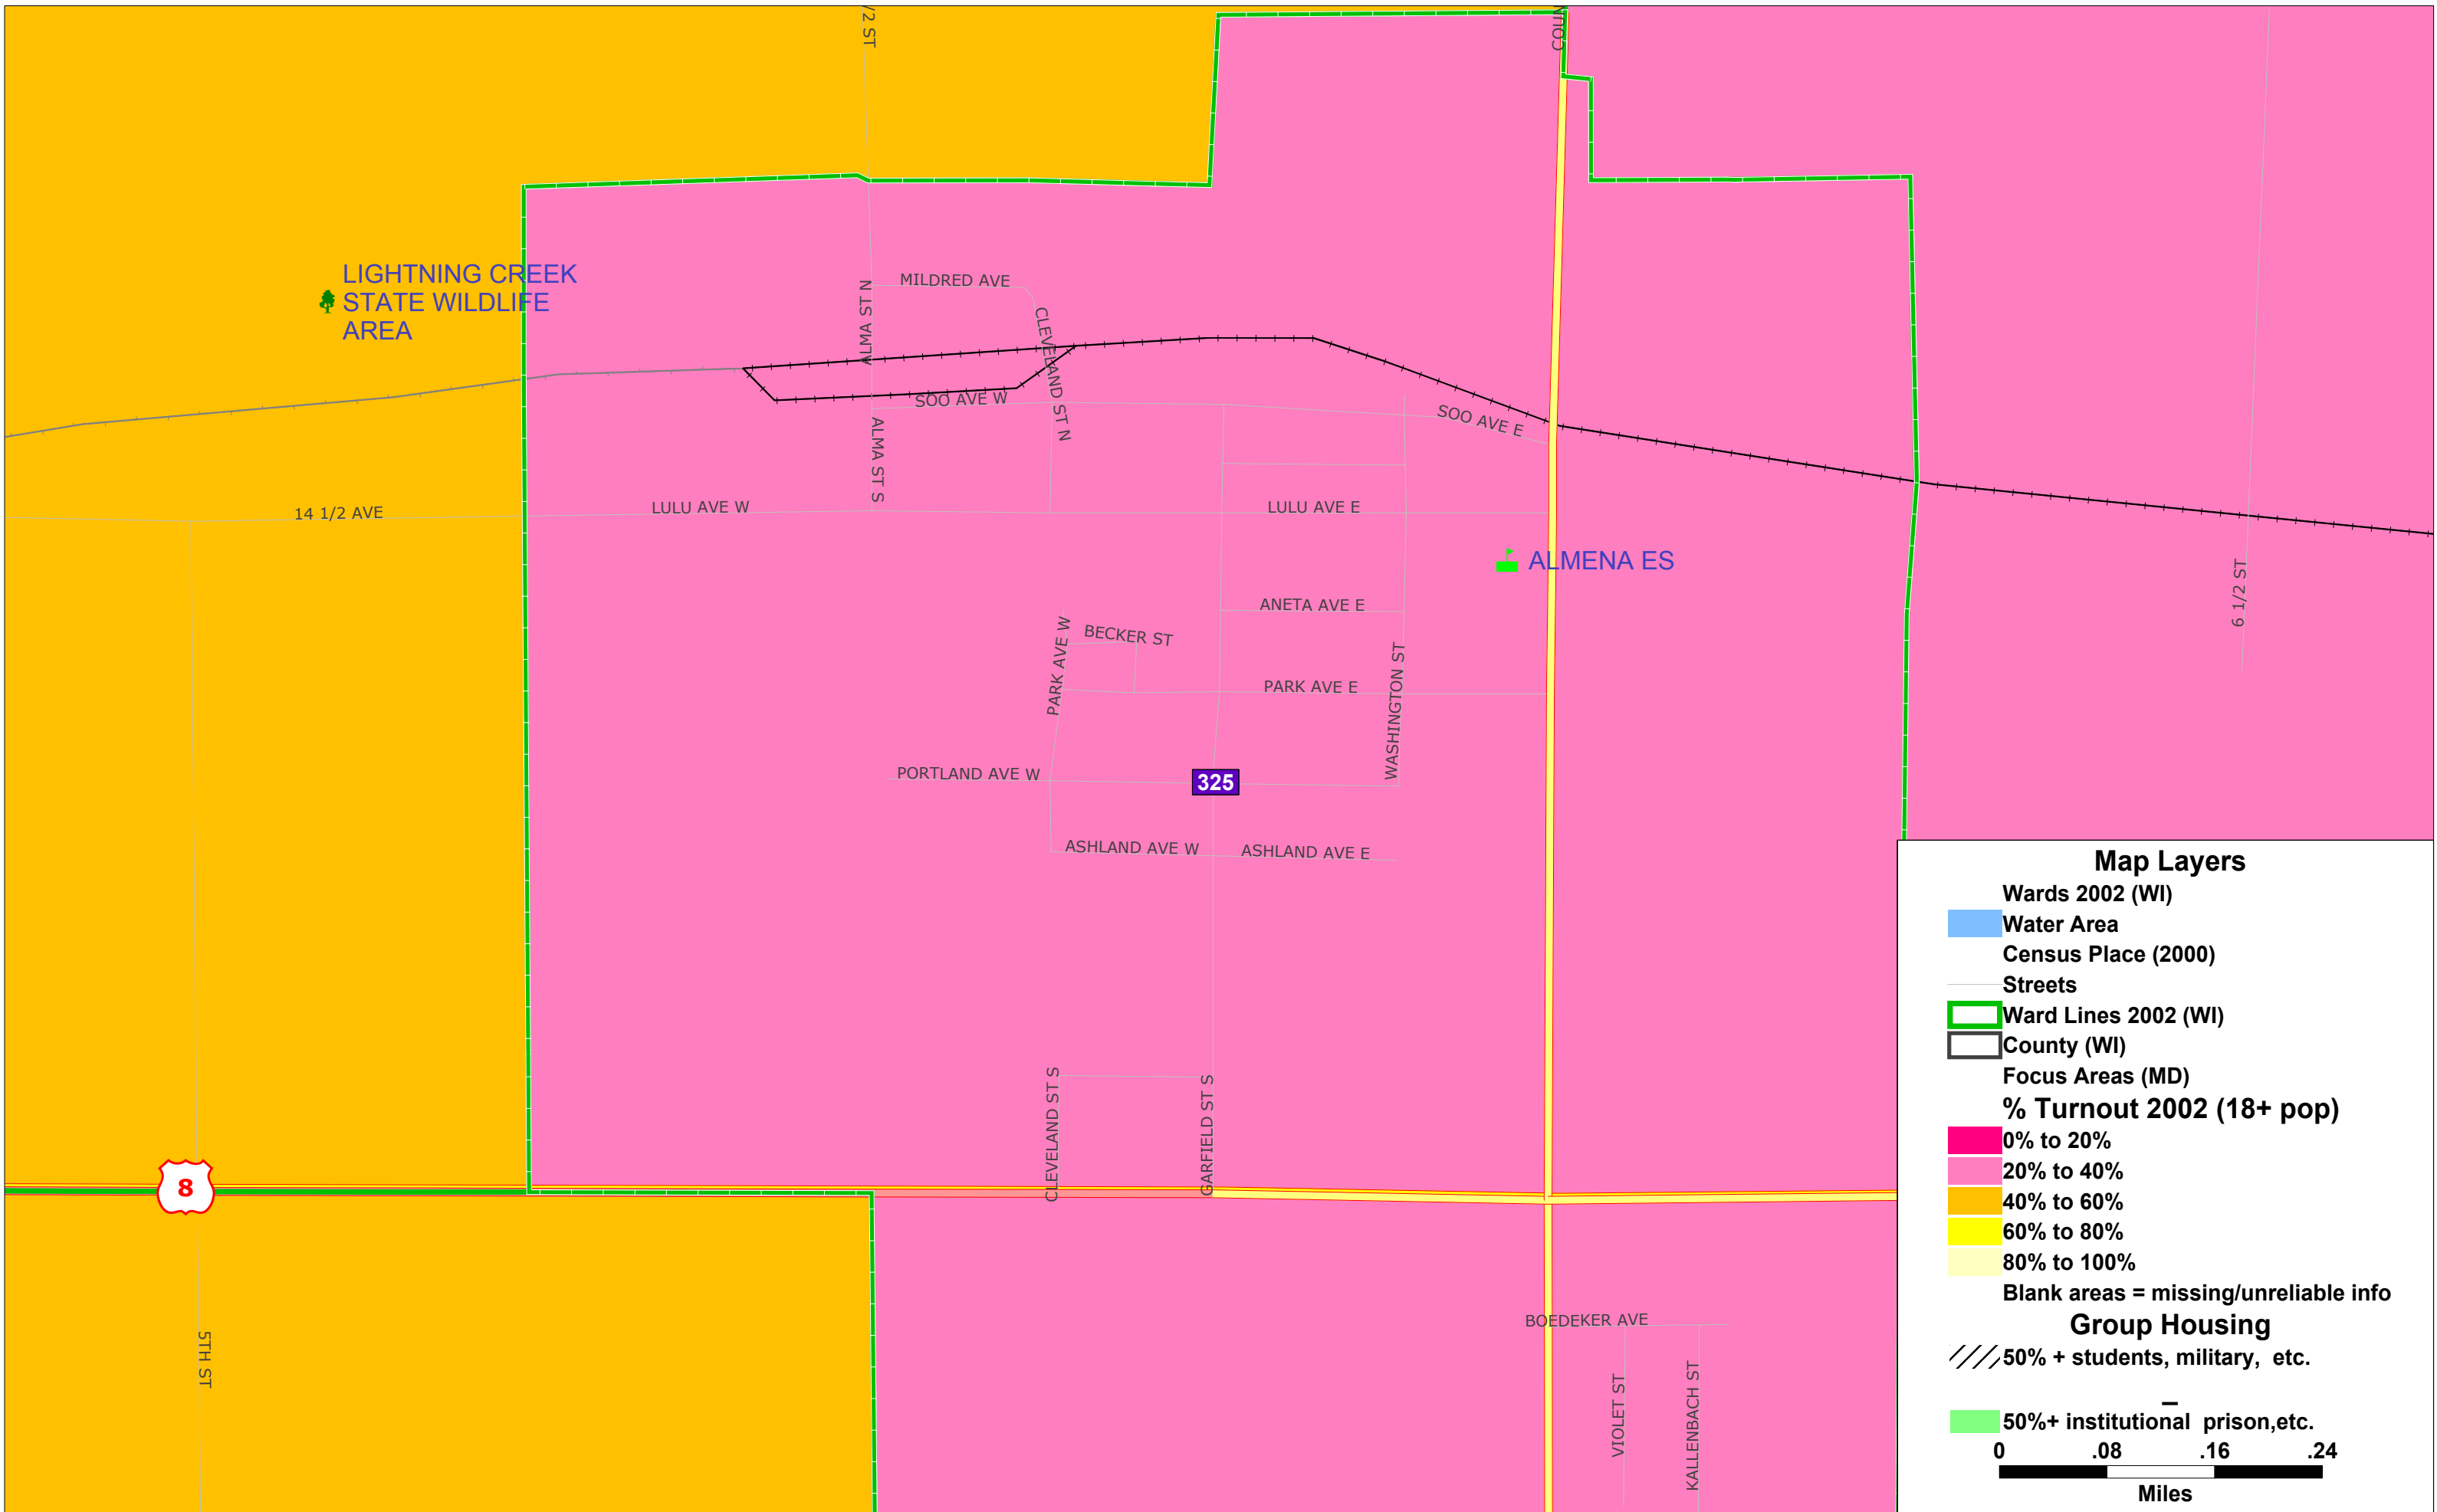 /2 ST
COUN
LIGHTNING CREEK
STATE WILDLIFE
AREA
MILDRED AVE
ALMA ST N
CLEVELAND ST N
SOO AVE W
SOO AVE E
ALMA ST S
14 1/2 AVE
LULU AVE W
LULU AVE E
ALMENA ES
6 1/2 ST
ANETA AVE E
BECKER ST
PARK AVE W
PARK AVE E
WASHINGTON ST
PORTLAND AVE W
325
ASHLAND AVE W
ASHLAND AVE E
CLEVELAND ST S
GARFIELD ST S
8
5TH ST
BOEDEKER AVE
VIOLET ST
KALLENBACH ST
Map Layers
Wards 2002 (WI)
Water Area
Census Place (2000)
Streets
Ward Lines 2002 (WI)
County (WI)
Focus Areas (MD)
% Turnout 2002 (18+ pop)
0% to 20%
20% to 40%
40% to 60%
60% to 80%
80% to 100%
Blank areas = missing/unreliable info
Group Housing
50% + students, military, etc.
50%+ institutional prison,etc.
0 .08 .16 .24
Miles